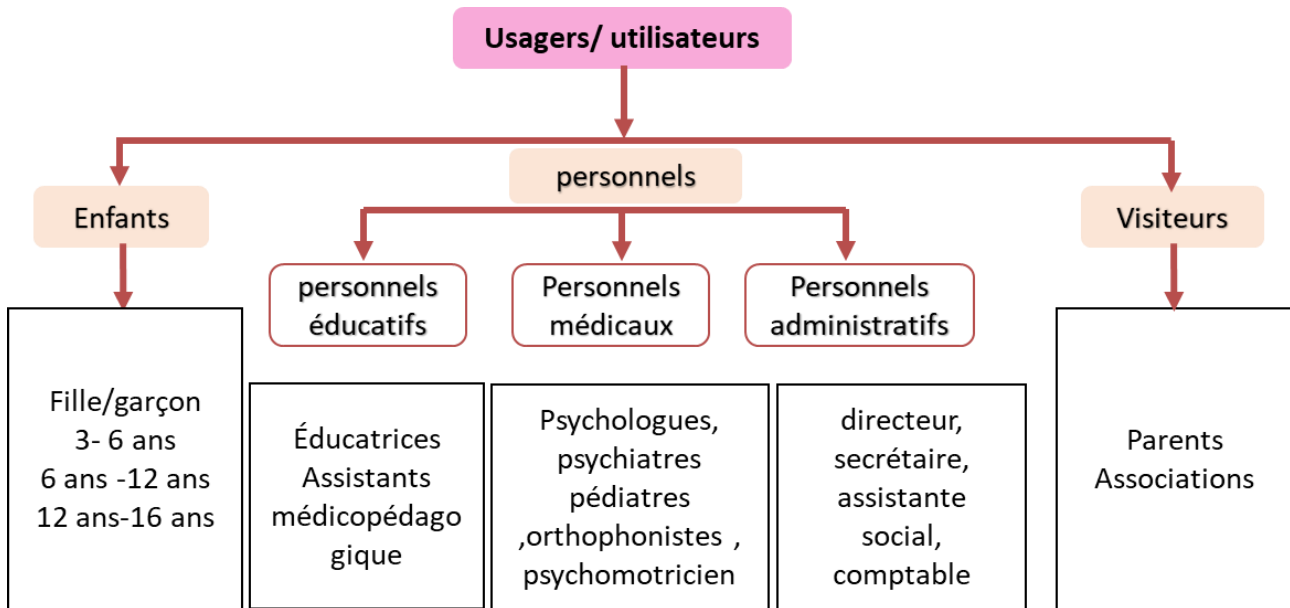 Usagers/ utilisateurs
personnels
Enfants
Visiteurs
personnels
éducatifs
Personnels
médicaux
Personnels
administratifs
Fille/garçon
3- 6 ans
6 ans -12 ans
12 ans-16 ans
Éducatrices
Assistants
médicopédago
gique
Psychologues,
psychiatres
pédiatres
,orthophonistes ,
psychomotricien
directeur,
secrétaire,
assistante
social,
comptable
Parents
Associations